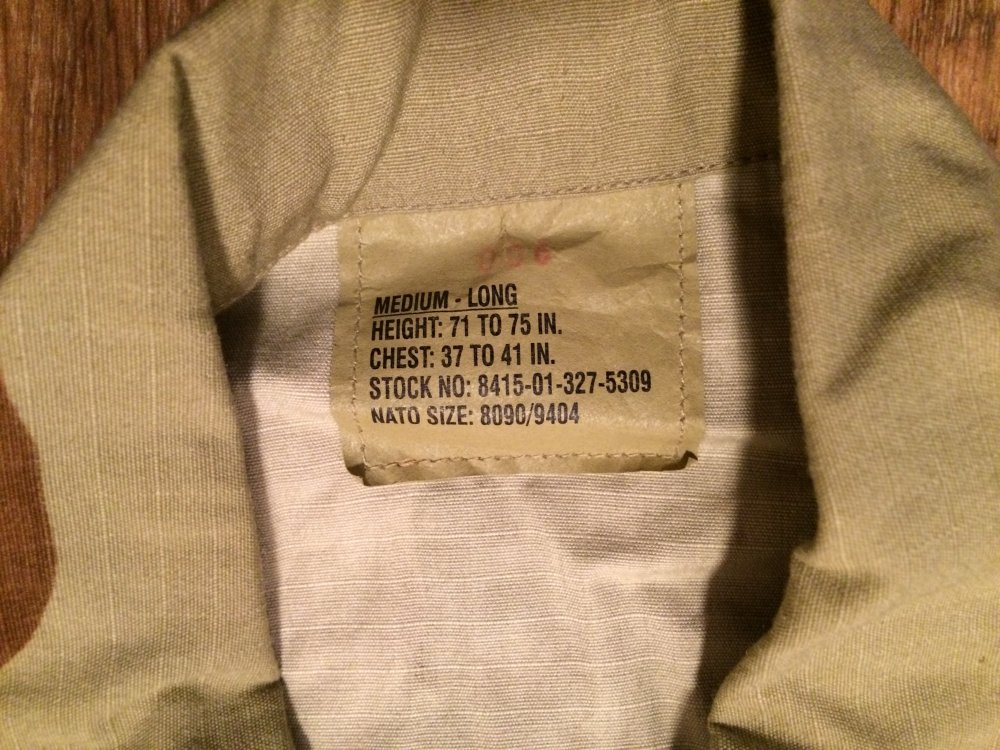 MEDIUM - LONG
HEIGHT: 71 TO 75 IN.
CHEST: 37 TO 41 IN.
STOCK NO: 8415-01-327-5309
NATO SIZE: 8090/9404